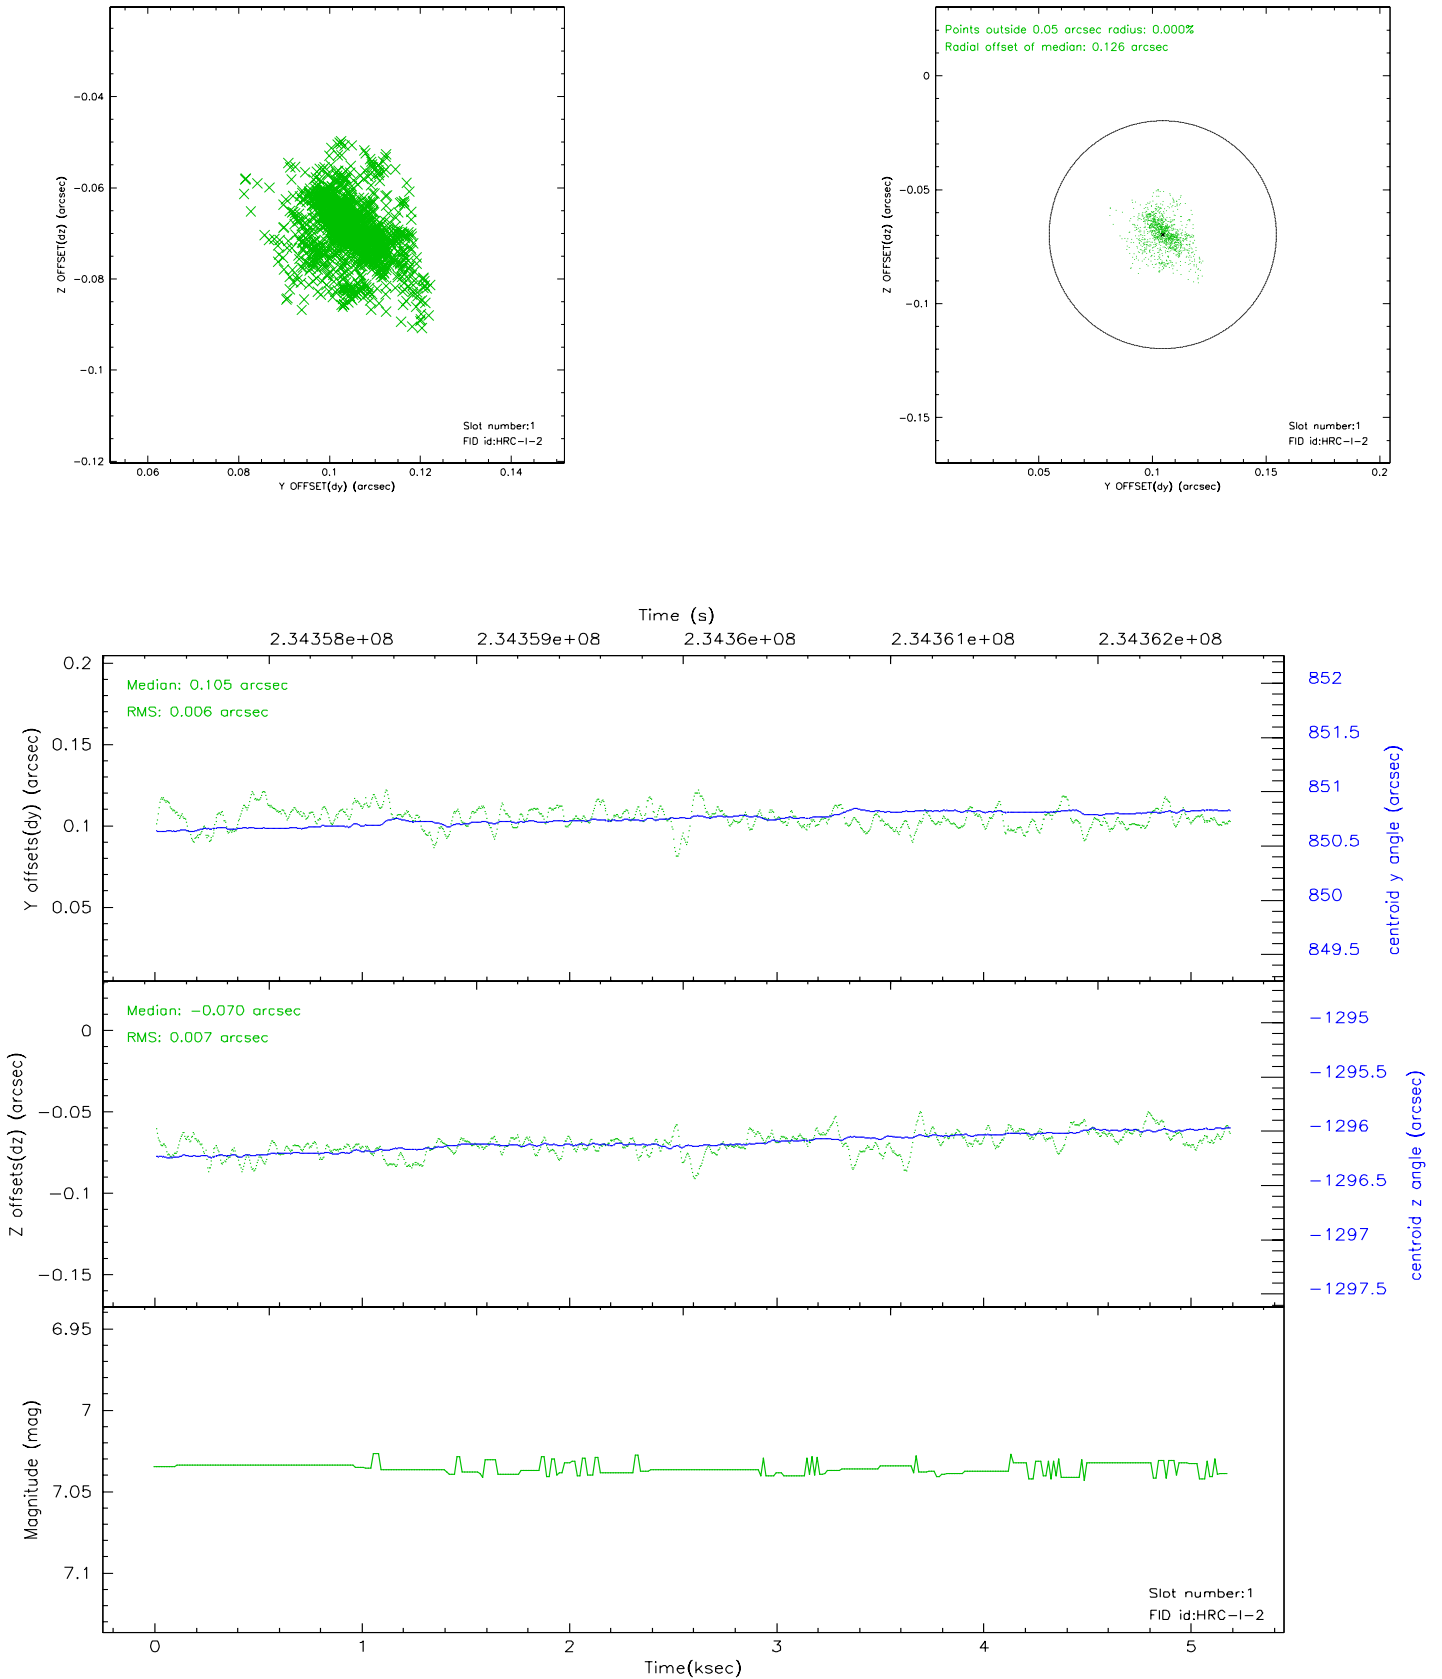 Points outside 0.05 arcsec radius: 0.000%
Radial offset of median: 0.126 arcsec
−0.04
−0.06
−0.08
−0.1
−0.12
Z OFFSET(dz) (arcsec)
0.06
0.08
0.1
0.12
0.14
Y OFFSET(dy) (arcsec)
Slot number:1
FID id:HRC−I−2
0
−0.05
−0.1
−0.15
Z OFFSET(dz) (arcsec)
0.05
0.1
0.15
0.2
Y OFFSET(dy) (arcsec)
Slot number:1
FID id:HRC−I−2
Time (s)
2.34358e+08
2.34359e+08
2.3436e+08
2.34361e+08
2.34362e+08
Median: 0.105 arcsec
RMS: 0.006 arcsec
0.2
0.15
0.1
0.05
Y offsets(dy) (arcsec)
852
851.5
851
850.5
850
849.5
centroid y angle (arcsec)
Median: −0.070 arcsec
RMS: 0.007 arcsec
0
−0.05
−0.1
−0.15
Z offsets(dz) (arcsec)
−1295
−1295.5
−1296
−1296.5
−1297
−1297.5
centroid z angle (arcsec)
6.95
7
7.05
7.1
Magnitude (mag)
Slot number:1
FID id:HRC−I−2
0
1
2
3
4
5
Time(ksec)